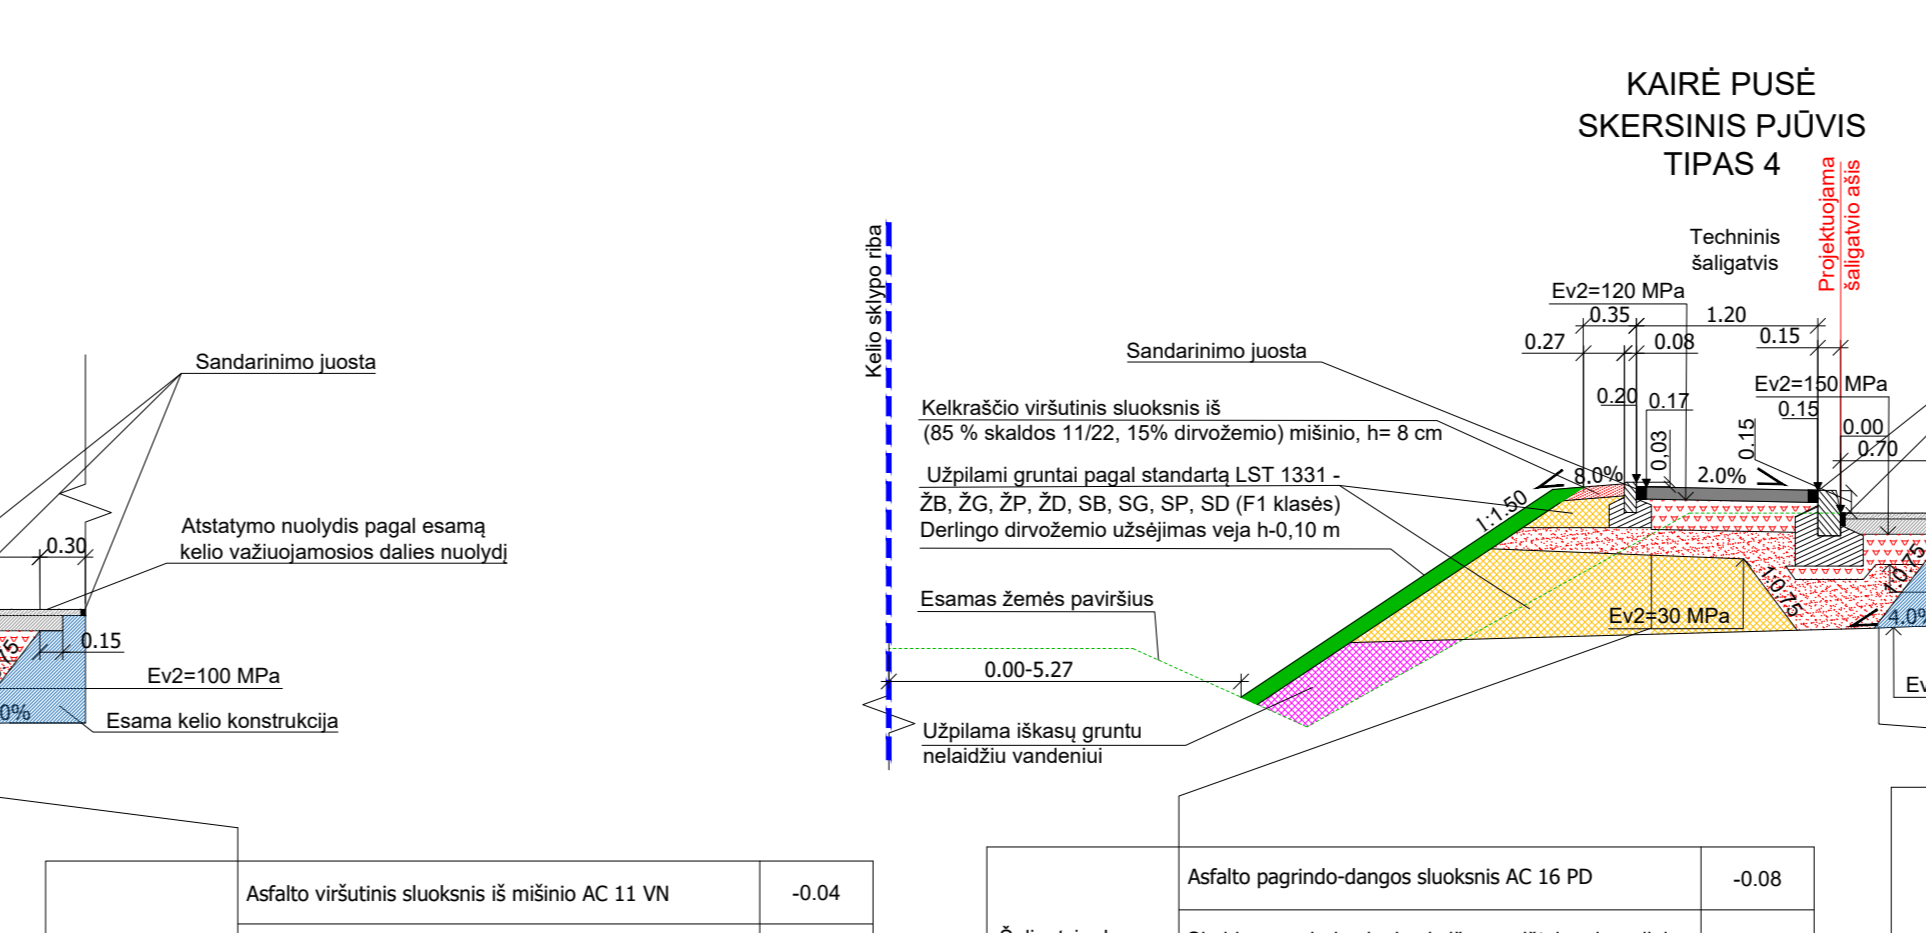 KAIRĖ PUSĖ
SKERSINIS PJŪVIS
TIPAS 4
Projektuojama
šaligatvio ašis
Techninis
šaligatvis
Kelio sklypo riba
Ev2=120 MPa
0.35
1.20
0.27
0.08
0.15
Ev2=150 MPa
0.20
0.17
0.15
0.00
0.70
0,03
0.15
8.0%
2.0%
1:1.50
1:0.75
1:0.75
Ev2=30 MPa
4.0%
Ev
Sandarinimo juosta
Kelkraščio viršutinis sluoksnis iš
(85 % skaldos 11/22, 15% dirvožemio) mišinio, h= 8 cm
Užpilami gruntai pagal standartą LST 1331 -
ŽB, ŽG, ŽP, ŽD, SB, SG, SP, SD (F1 klasės)
Derlingo dirvožemio užsėjimas veja h-0,10 m
Esamas žemės paviršius
0.00-5.27
Užpilama iškasų gruntu
nelaidžiu vandeniui
Sandarinimo juosta
Atstatymo nuolydis pagal esamą
kelio važiuojamosios dalies nuolydį
0.30
0.15
75
Ev2=100 MPa
0%
Esama kelio konstrukcija
Asfalto viršutinis sluoksnis iš mišinio AC 11 VN
-0.04
Asfalto pagrindo-dangos sluoksnis AC 16 PD
-0.08